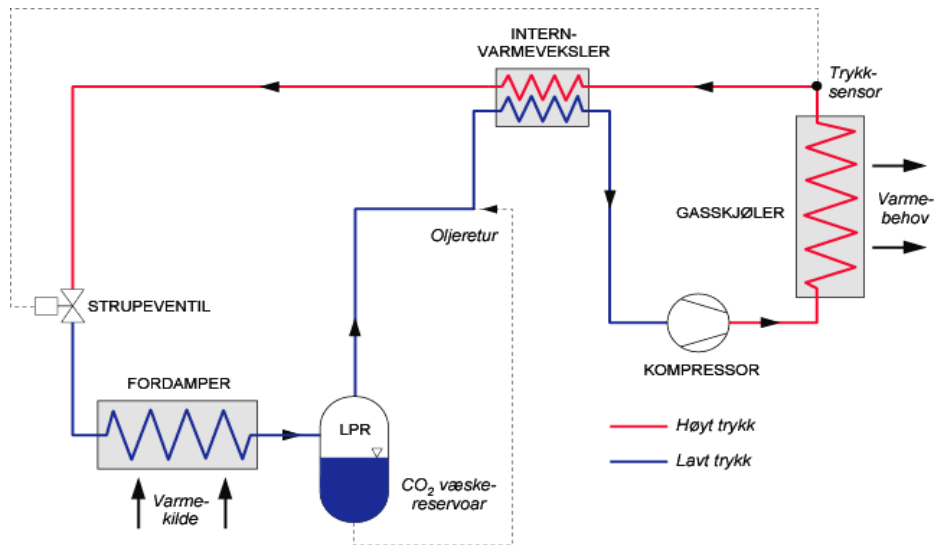 INTERN-
VARMEVEKSLER
Trykk-
sensor
GASSKJØLER
Varme-
behov
Oljeretur
STRUPEVENTIL
KOMPRESSOR
FORDAMPER
LPR
Høyt trykk
Lavt trykk
CO₂ væske-
reservoar
Varme-
kilde